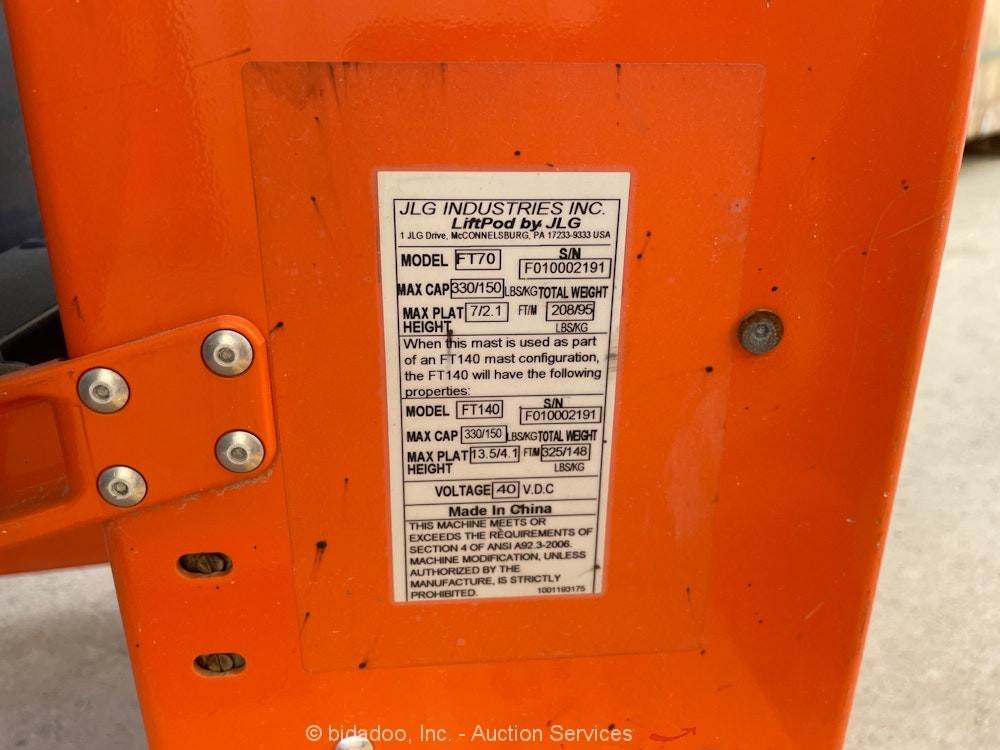 JLG INDUSTRIES INC.
LiftPod by JLG
1 JLG Drive, McCONNELSBURG, PA 17233-9333 USA
MODEL FT70 S/N F010002191
MAX CAP 330/150 LBS/KG TOTAL WEIGHT
MAX PLAT HEIGHT 7/2.1 FT/M 208/95 LBS/KG
When this mast is used as part
of an FT140 mast configuration,
the FT140 will have the following
properties:
MODEL FT140 S/N F010002191
MAX CAP 330/150 LBS/KG TOTAL WEIGHT
MAX PLAT HEIGHT 13.5/4.1 FT/M 325/148 LBS/KG
VOLTAGE 40 V.D.C
Made In China
THIS MACHINE MEETS OR
EXCEEDS THE REQUIREMENTS OF
SECTION 4 OF ANSI A92.3-2006.
MACHINE MODIFICATION, UNLESS
AUTHORIZED BY THE
MANUFACTURE, IS STRICTLY
PROHIBITED. 1001193175
© bidadoo, Inc. - Auction Services